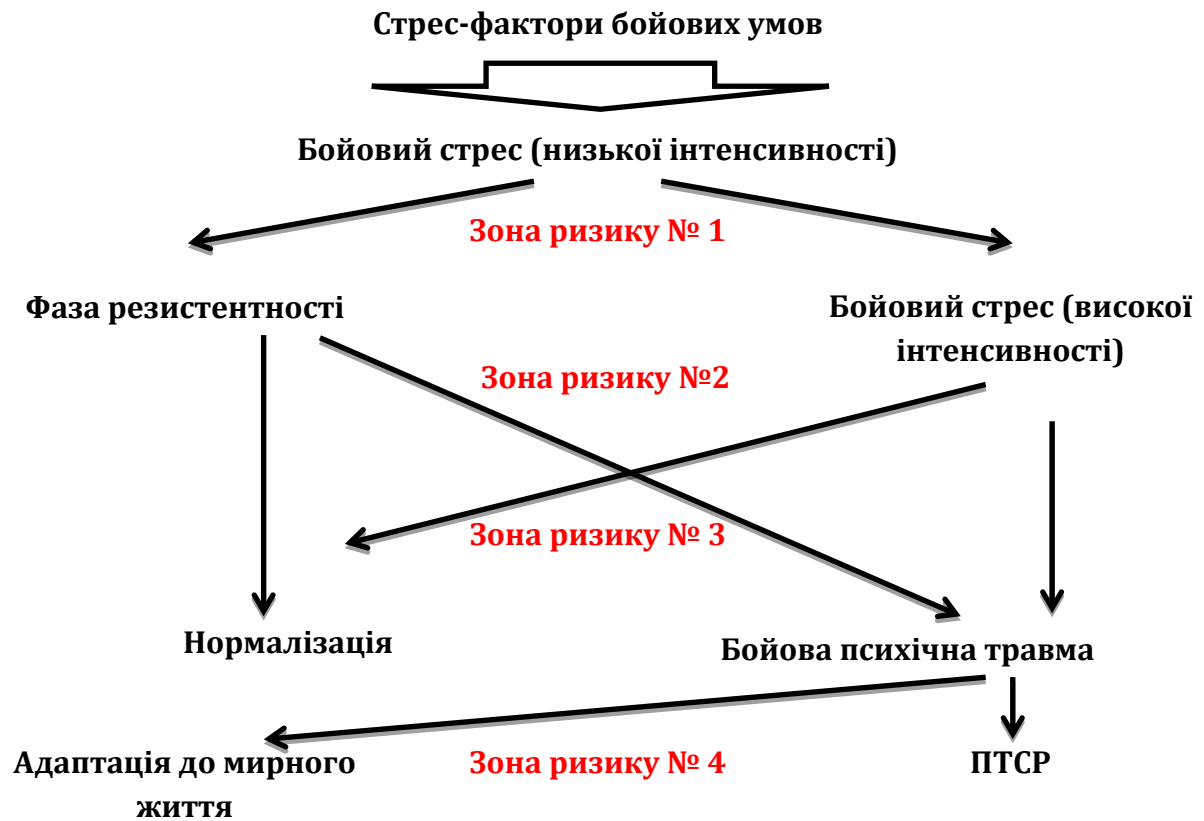 Стрес-фактори бойових умов
Бойовий стрес (низької інтенсивності)
Зона ризику № 1
Фаза резистентності
Бойовий стрес (високої
інтенсивності)
Зона ризику №2
Зона ризику № 3
Нормалізація
Бойова психічна травма
Адаптація до мирного
життя
Зона ризику № 4
ПТСР